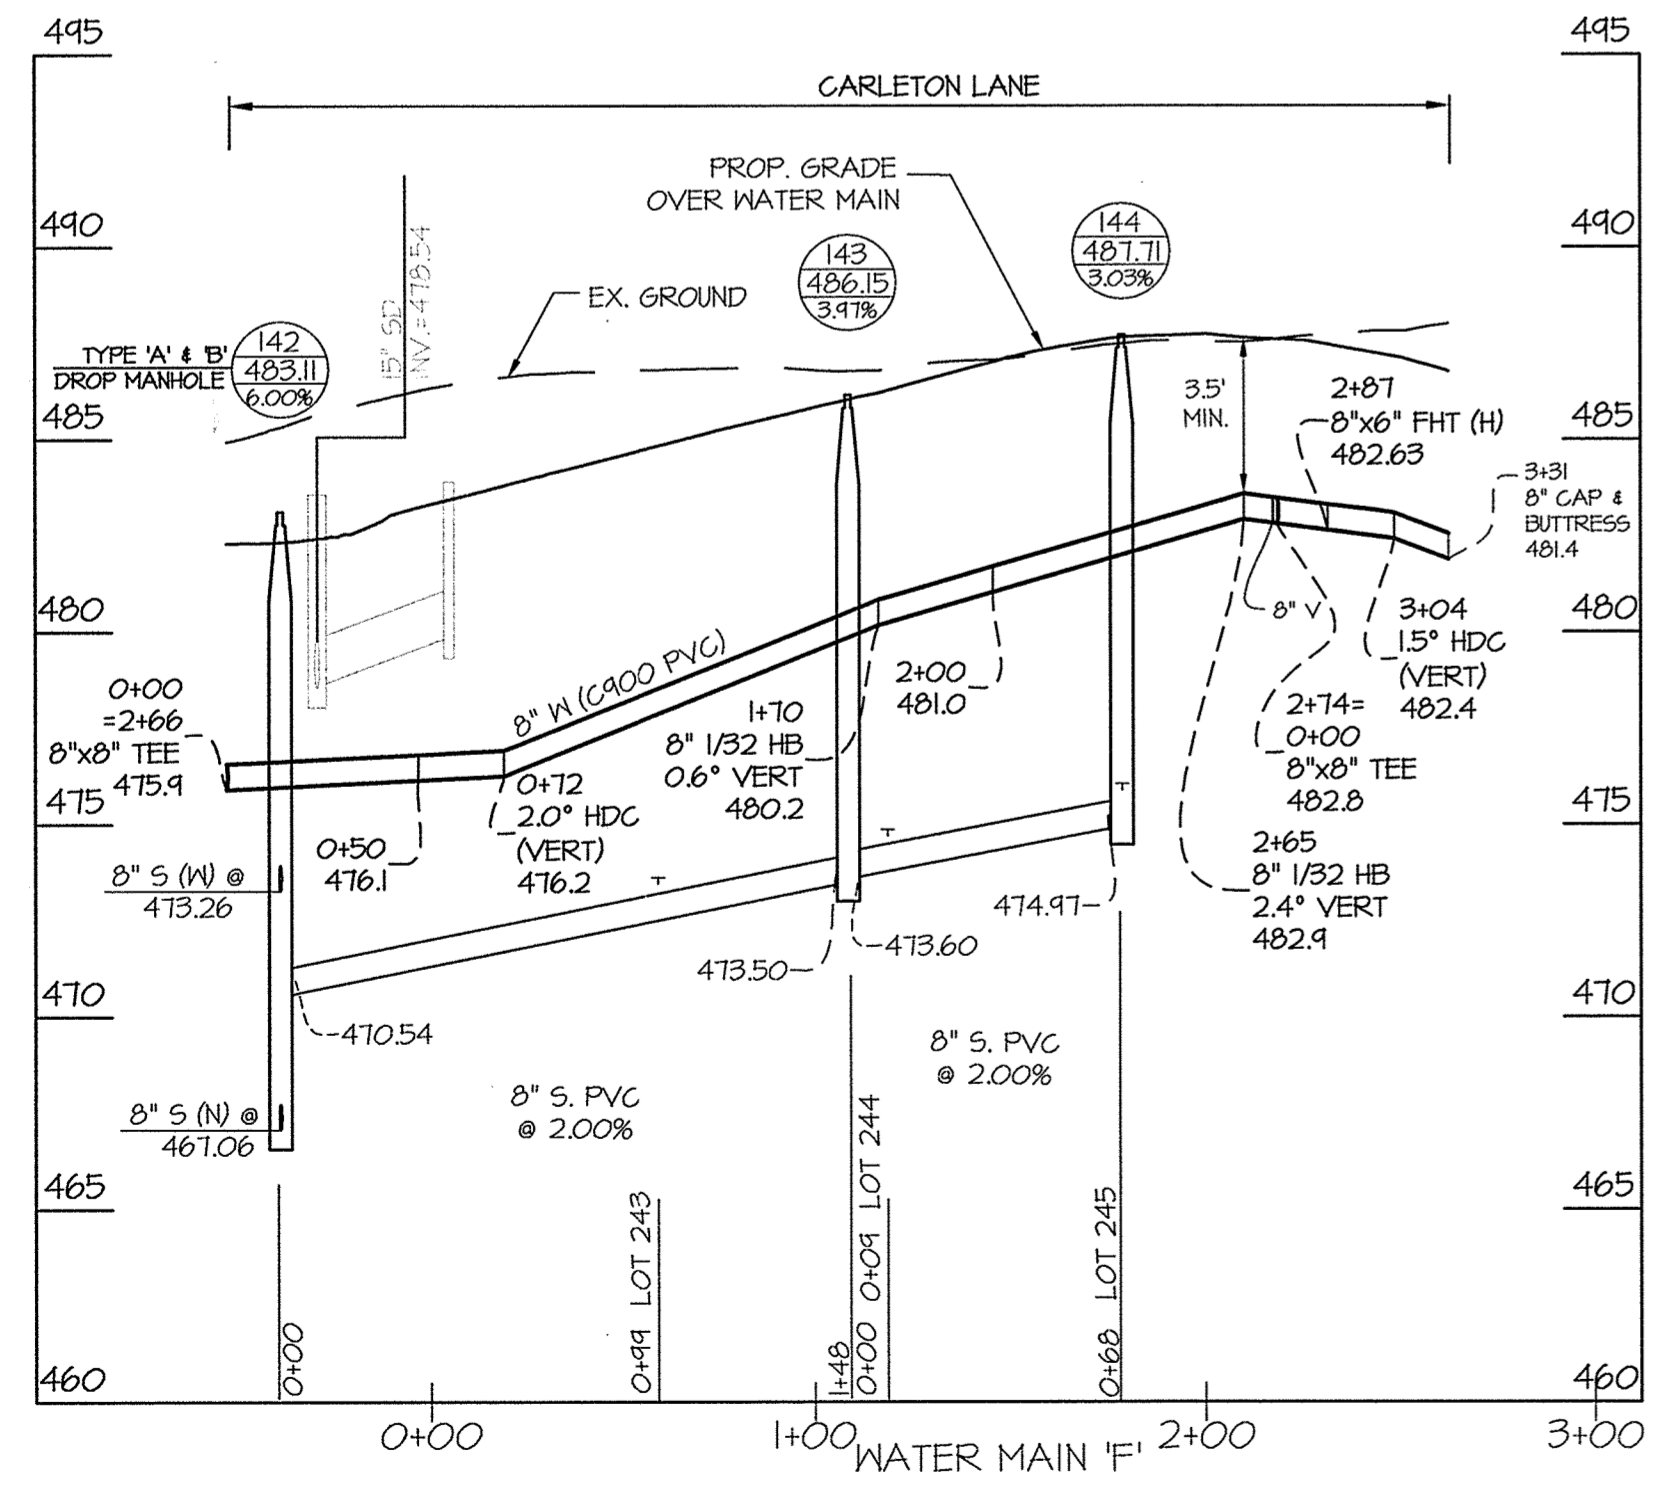 495
495
CARLETON LANE
PROP. GRADE
OVER WATER MAIN
490
490
144
487.71
3.03%
143
486.15
3.97%
EX. GROUND
15" SD
INV.=478.54
TYPE 'A' & 'B'
DROP MANHOLE
142
483.11
6.00%
485
485
3.5'
MIN.
2+87
8"x6" FHT (H)
482.63
3+31
8" CAP &
BUTTRESS
481.4
480
480
8" V
3+04
1.5° HDC
(VERT)
482.4
8" W (C900 PVC)
0+00
=2+66
8"x8" TEE
475.9
2+00
481.0
1+70
8" 1/32 HB
0.6° VERT
480.2
2+74=
0+00
8"x8" TEE
482.8
475
475
0+50
476.1
0+72
2.0° HDC
(VERT)
476.2
2+65
8" 1/32 HB
2.4° VERT
482.9
8" S (W) @
473.26
474.97
473.50
473.60
470
470
470.54
8" S. PVC
@ 2.00%
8" S. PVC
@ 2.00%
8" S (N) @
467.06
465
465
0+00
0+99 LOT 243
1+48
0+00
0+09 LOT 244
0+68 LOT 245
460
460
0+00
1+00
2+00
3+00
WATER MAIN 'F'